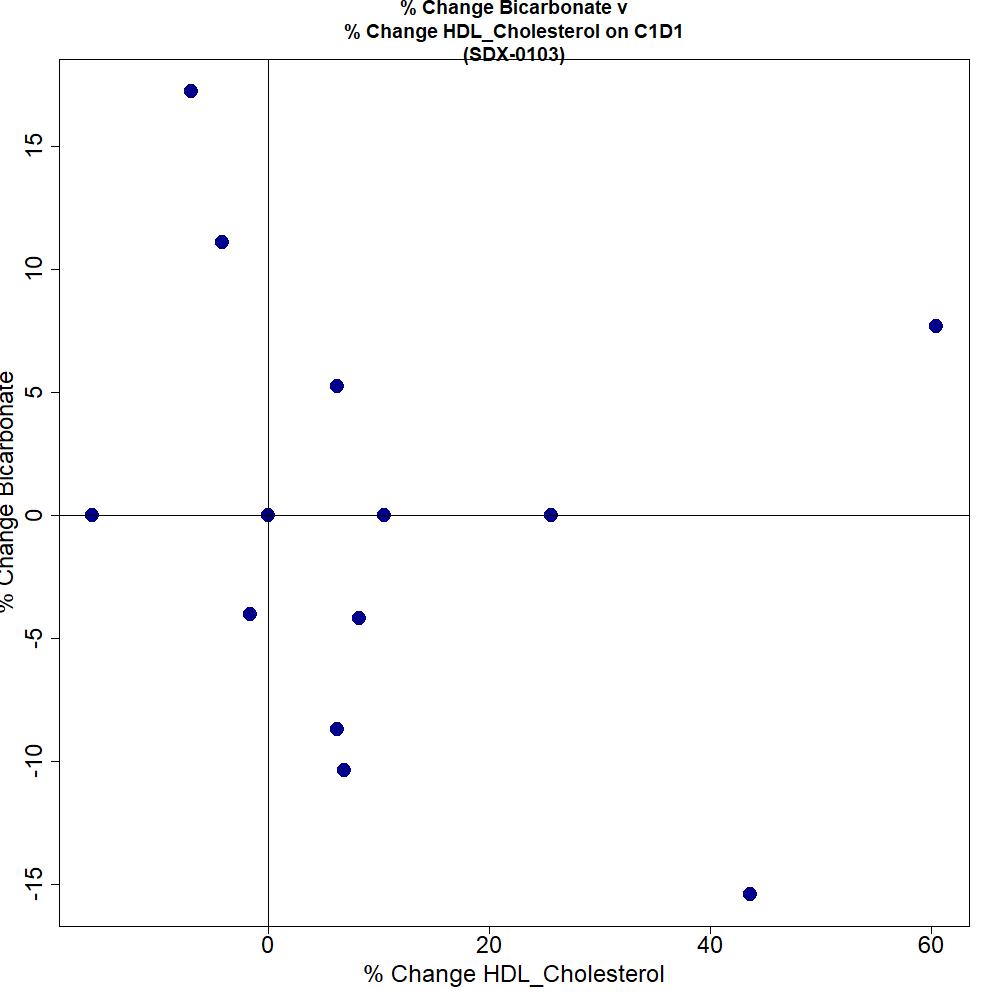 % Change Bicarbonate v
% Change HDL_Cholesterol on C1D1
(SDX-0103)
% Change Bicarbonate
15
10
5
0
-5
-10
-15
0
20
40
60
% Change HDL_Cholesterol